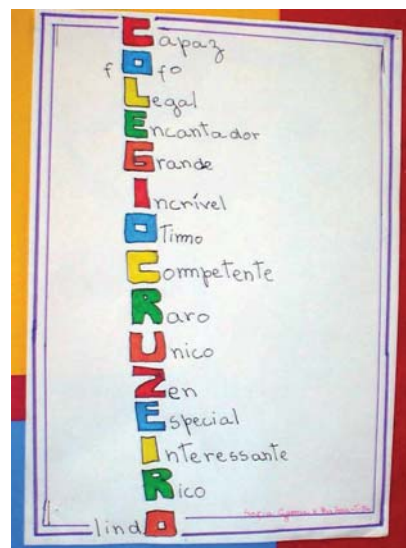 Capaz
fofo
Legal
Encantador
Grande
Incrível
Otimo
Competente
Raro
Unico
Zen
Especial
Interessante
Rico
lindo